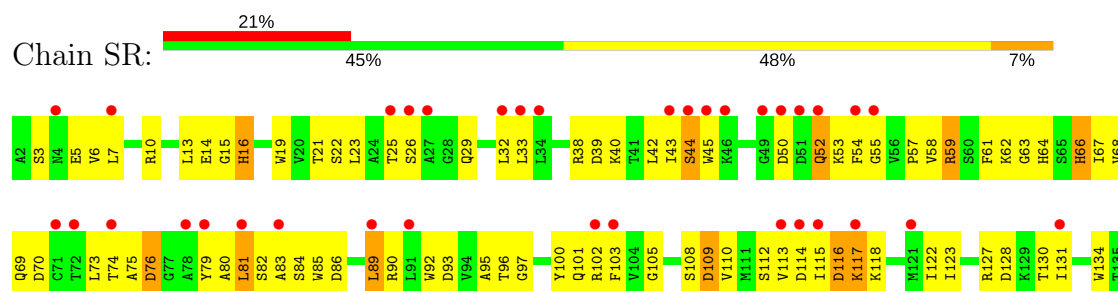 21%
Chain SR:
45% 48% 7%
A2 S3 N4 E5 V6 L7 R10 L13 E14 G15 H16 W19 V20 T21 S22 L23 A24 T25 S26 A27 G28 Q29 L32 L33 L34 R38 D39 K40 T41 L42 I43 S44 W45 K46 G49 D50 D51 Q52 K53 F54 G55 V56 P57 V58 R59 S60 F61 K62 G63 H64 S65 H66 I67 V68
Q69 D70 C71 T72 L73 T74 A75 D76 G77 A78 Y79 A80 L81 S82 A83 S84 W85 D86 L89 R90 L91 W92 D93 V94 A95 T96 G97 Y100 Q101 R102 F103 V104 G105 S108 D109 V110 M111 S112 V113 D114 I115 D116 K117 K118 M121 I122 I123 R127 D128 K129 T130 I131 W134 T135